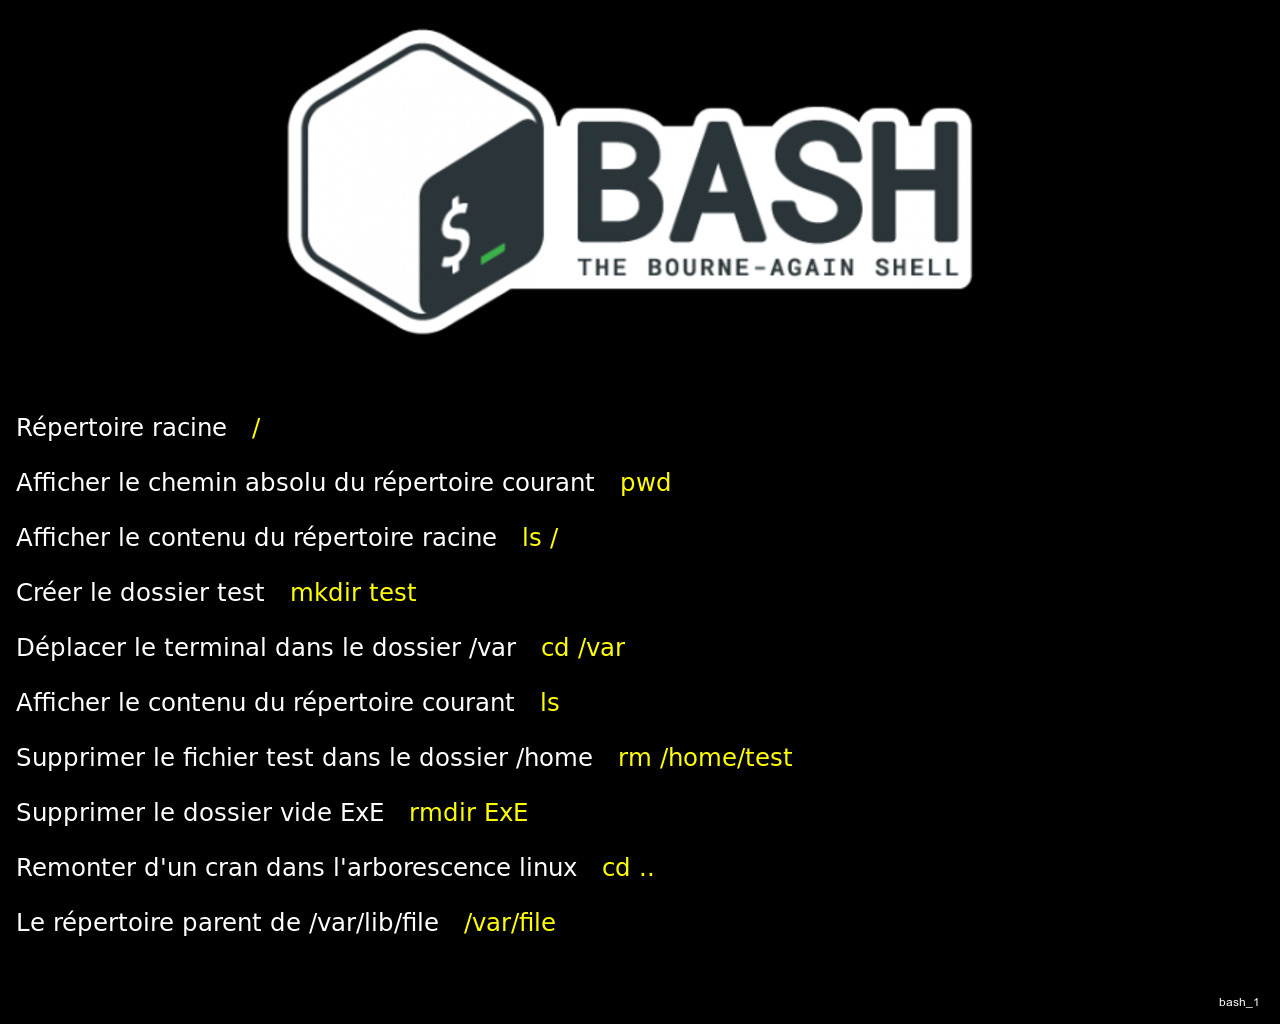 $_
BASH
THE BOURNE-AGAIN SHELL
Répertoire racine /
Afficher le chemin absolu du répertoire courant pwd
Afficher le contenu du répertoire racine ls /
Créer le dossier test mkdir test
Déplacer le terminal dans le dossier /var cd /var
Afficher le contenu du répertoire courant ls
Supprimer le fichier test dans le dossier /home rm /home/test
Supprimer le dossier vide ExE rmdir ExE
Remonter d'un cran dans l'arborescence linux cd ..
Le répertoire parent de /var/lib/file /var/file
bash_1